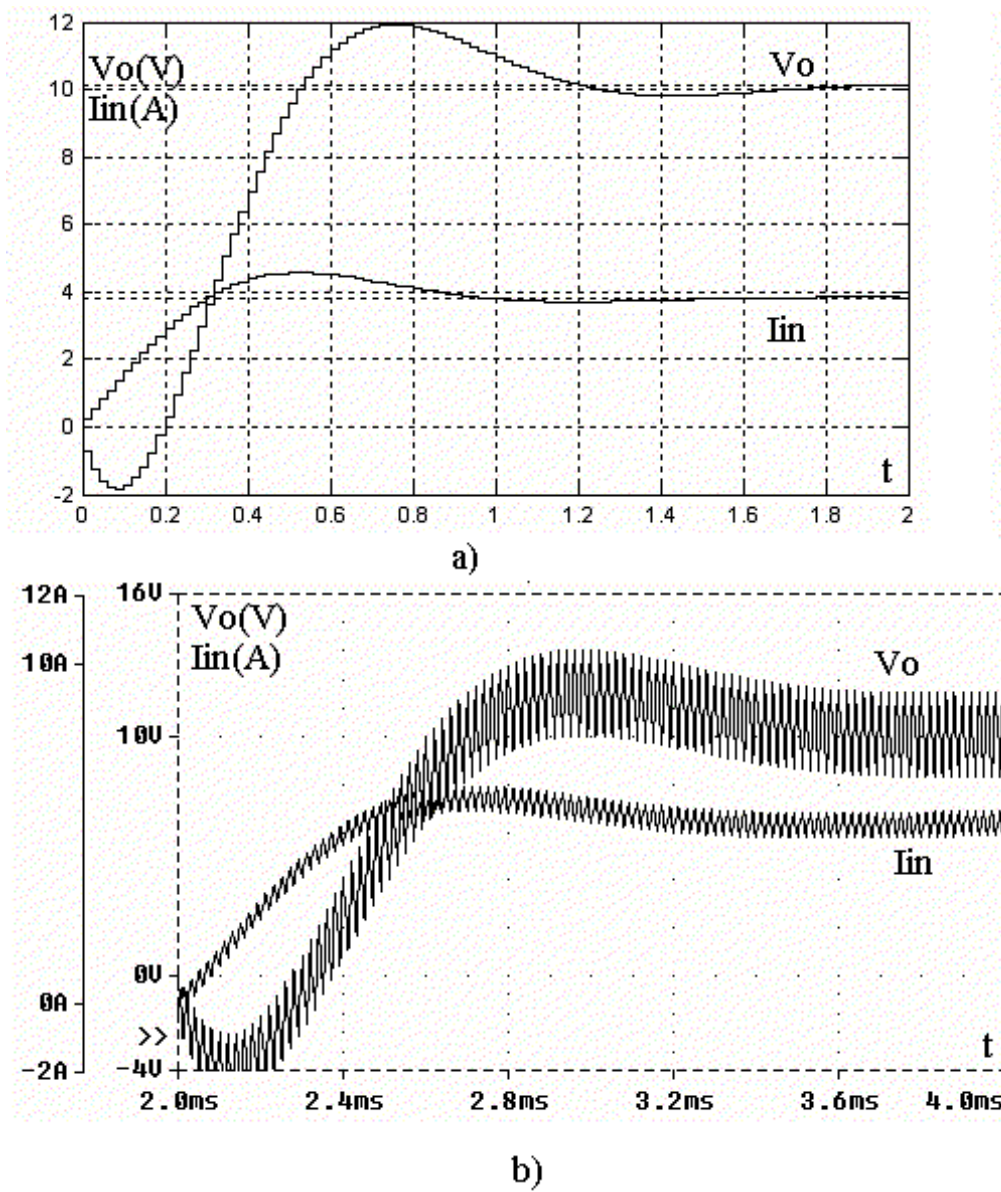 12
Vo(V)
Vo
Iin(A)
10
8
6
4
Iin
2
0
t
-2
0 0.2 0.4 0.6 0.8 1 1.2 1.4 1.6 1.8 2
a)
12A 16V
Vo(V)
Iin(A)
10A Vo
10V
Iin
0V
0A
>>
t
-2A -4V
2.0ms 2.4ms 2.8ms 3.2ms 3.6ms 4.0ms
b)